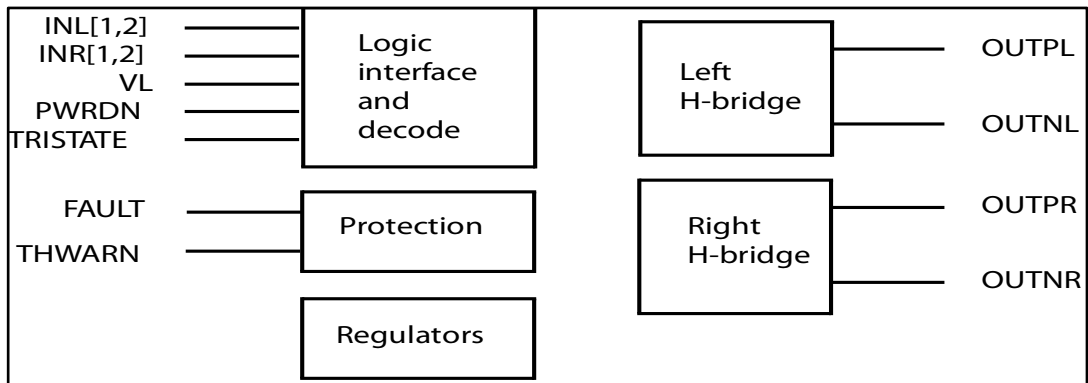 INL[1,2]
INR[1,2]
VL
PWRDN
TRISTATE
Logic
interface
and
decode
FAULT
THWARN
Protection
Regulators
Left
H-bridge
OUTPL
OUTNL
Right
H-bridge
OUTPR
OUTNR